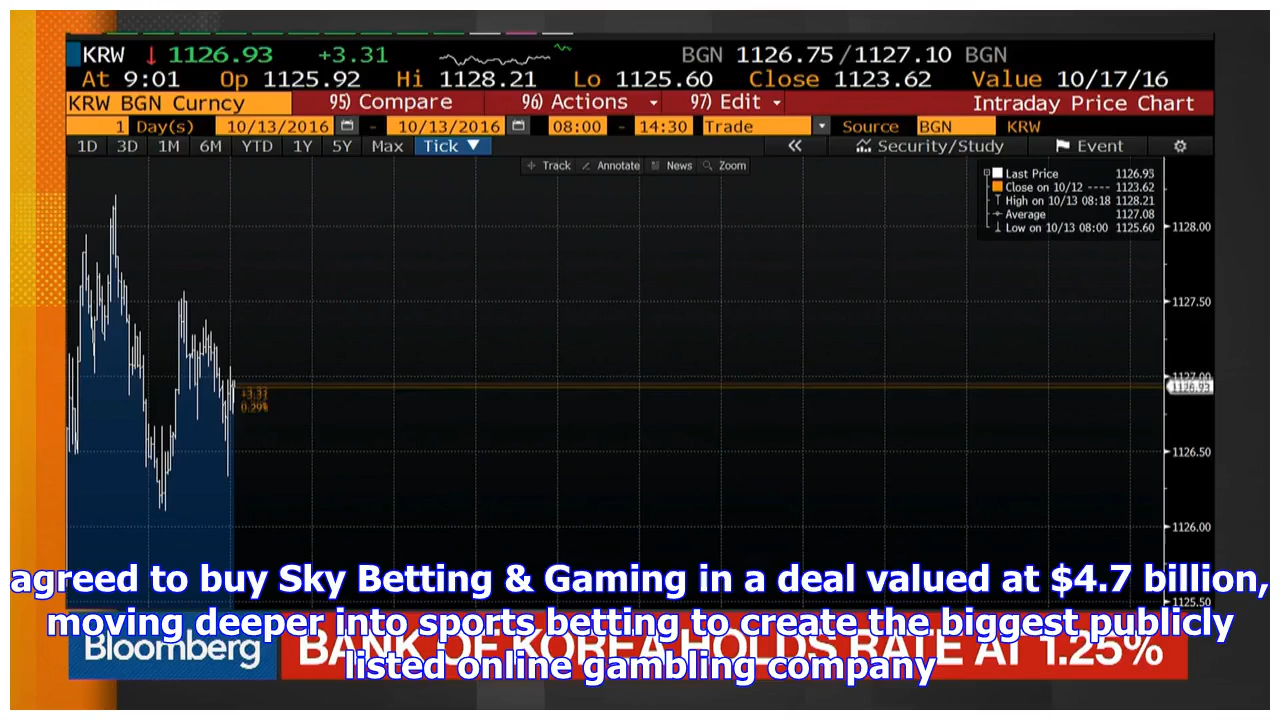 KRW ↓ 1126.93 +3.31 BGN 1126.75/1127.10 BGN
At 9:01 Op 1125.92 Hi 1128.21 Lo 1125.60 Close 1123.62 Value 10/17/16
KRW BGN Curncy 95) Compare 96) Actions 97) Edit Intraday Price Chart
1 Day(s) 10/13/2016 - 10/13/2016 08:00 - 14:30 Trade Source BGN KRW
1D 3D 1M 6M YTD 1Y 5Y Max Tick ▼ « Security/Study Event
Track Annotate News Zoom
Last Price 1126.93
Close on 10/12 ---- 1123.62
High on 10/13 08:18 1128.21
Average 1127.08
Low on 10/13 08:00 1125.60
1128.00
1127.50
1127.00
1126.93
+3.31
0.29%
1126.50
1126.00
agreed to buy Sky Betting & Gaming in a deal valued at $4.7 billion,
1125.50
moving deeper into sports betting to create the biggest publicly
Bloomberg BANK OF KOREA HOLDS RATE AT 1.25%
listed online gambling company